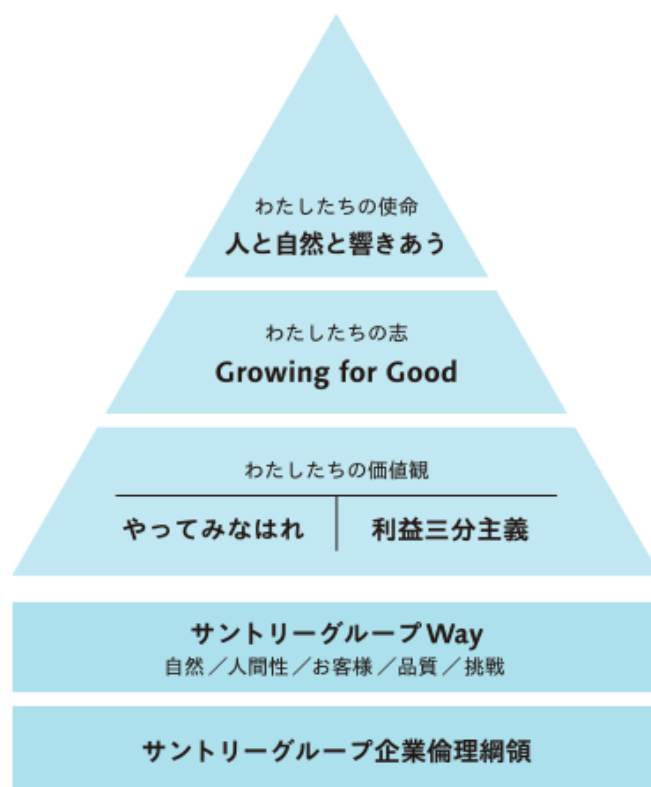 わたしたちの使命
人と自然と響きあう
わたしたちの志
Growing for Good
わたしたちの価値観
やってみなはれ
利益三分主義
サントリーグループWay
自然／人間性／お客様／品質／挑戦
サントリーグループ企業倫理綱領